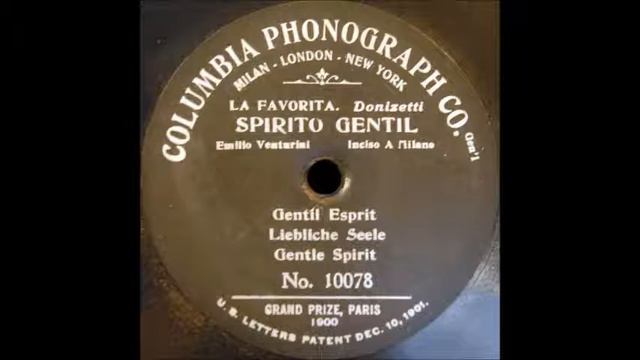 COLUMBIA PHONOGRAPH CO. Gen'l
MILAN - LONDON - NEW YORK
LA FAVORITA. Donizetti
SPIRITO GENTIL
Emilio Venturini Inciso A Milano
Gentil Esprit
Liebliche Seele
Gentle Spirit
No. 10078
GRAND PRIZE, PARIS
1900
U.S. LETTERS PATENT DEC. 10, 1901.